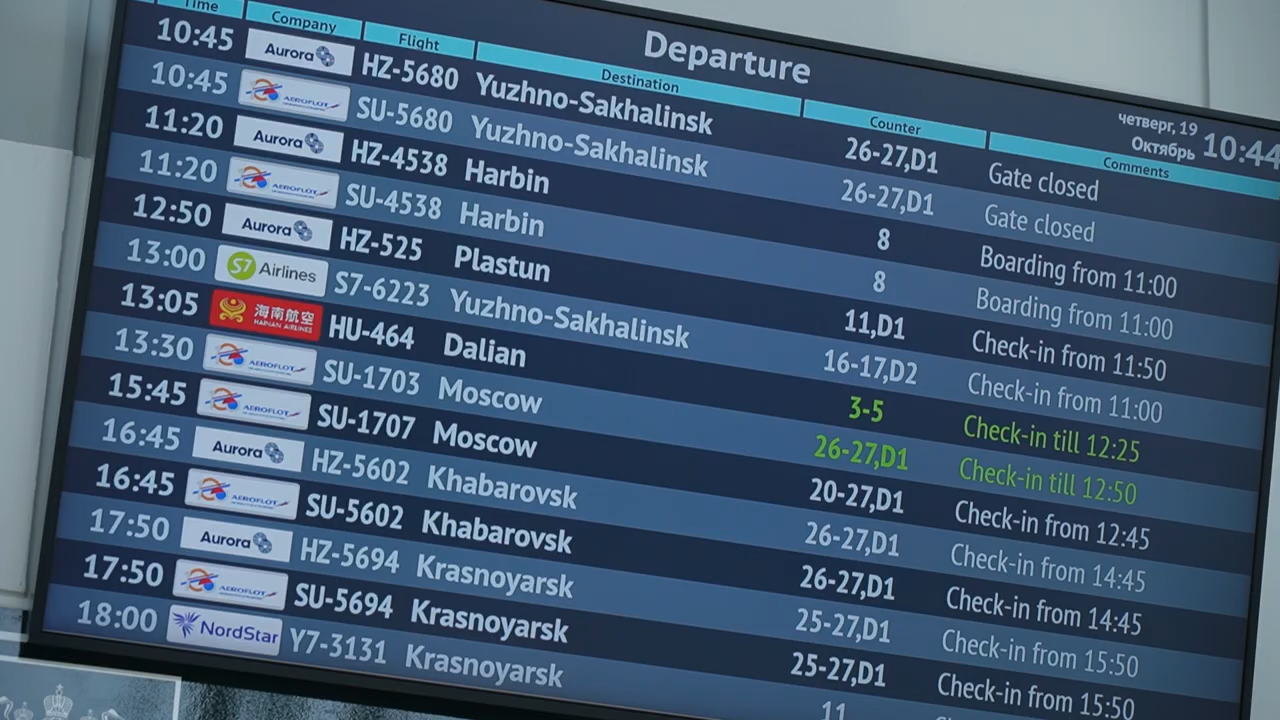 Departure
четверг, 19 Октябрь 10:44
Time Company Flight Destination Counter Comments
10:45 Aurora HZ-5680 Yuzhno-Sakhalinsk 26-27,D1 Gate closed
10:45 AEROFLOT SU-5680 Yuzhno-Sakhalinsk 26-27,D1 Gate closed
11:20 Aurora HZ-4538 Harbin 8 Boarding from 11:00
11:20 AEROFLOT SU-4538 Harbin 8 Boarding from 11:00
12:50 Aurora HZ-525 Plastun 11,D1 Check-in from 11:50
13:00 S7 Airlines S7-6223 Yuzhno-Sakhalinsk 16-17,D2 Check-in from 11:00
13:05 海南航空 HAINAN AIRLINES HU-464 Dalian 3-5 Check-in till 12:25
13:30 AEROFLOT SU-1703 Moscow 26-27,D1 Check-in till 12:50
15:45 AEROFLOT SU-1707 Moscow 20-27,D1 Check-in from 12:45
16:45 Aurora HZ-5602 Khabarovsk 26-27,D1 Check-in from 14:45
16:45 AEROFLOT SU-5602 Khabarovsk 26-27,D1 Check-in from 14:45
17:50 Aurora HZ-5694 Krasnoyarsk 25-27,D1 Check-in from 15:50
17:50 AEROFLOT SU-5694 Krasnoyarsk 25-27,D1 Check-in from 15:50
18:00 NordStar Y7-3131 Krasnoyarsk 11